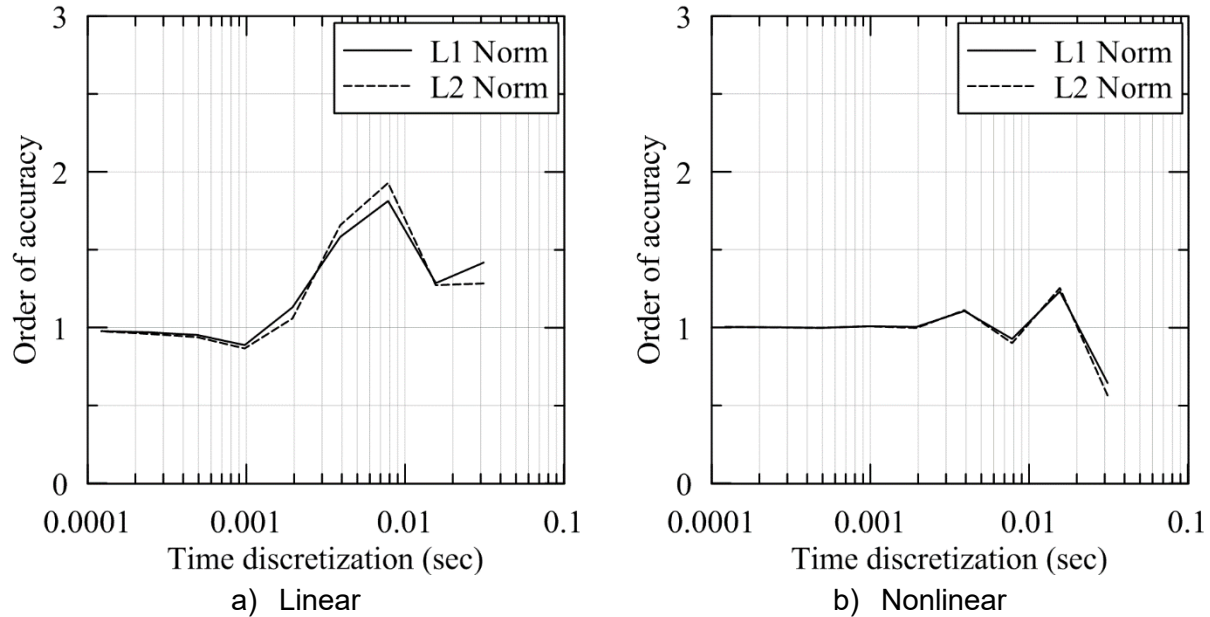 3
2
1
0
Order of accuracy
L1 Norm
L2 Norm
0.0001 0.001 0.01 0.1
Time discretization (sec)
a) Linear
3
2
1
0
Order of accuracy
L1 Norm
L2 Norm
0.0001 0.001 0.01 0.1
Time discretization (sec)
b) Nonlinear